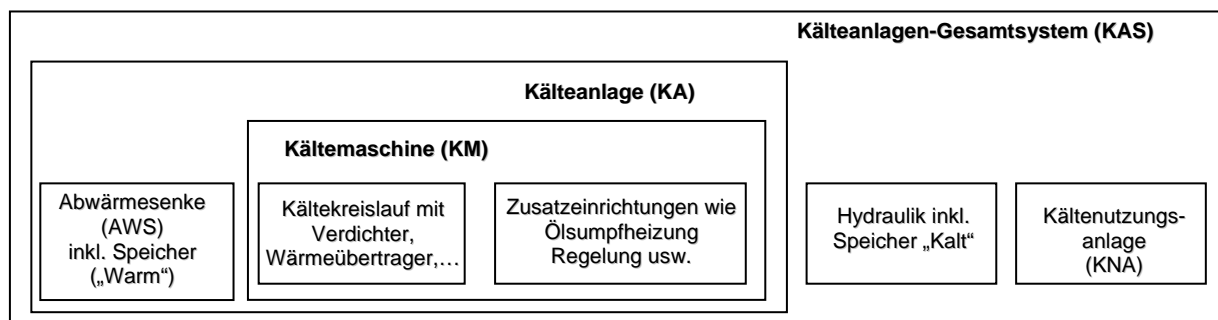 Kälteanlagen-Gesamtsystem (KAS)
Kälteanlage (KA)
Kältemaschine (KM)
Abwärmesenke
(AWS)
inkl. Speicher
(„Warm“)
Kältekreislauf mit
Verdichter,
Wärmeübertrager,…
Zusatzeinrichtungen wie
Ölsumpfheizung
Regelung usw.
Hydraulik inkl.
Speicher „Kalt“
Kältenutzungs-
anlage
(KNA)